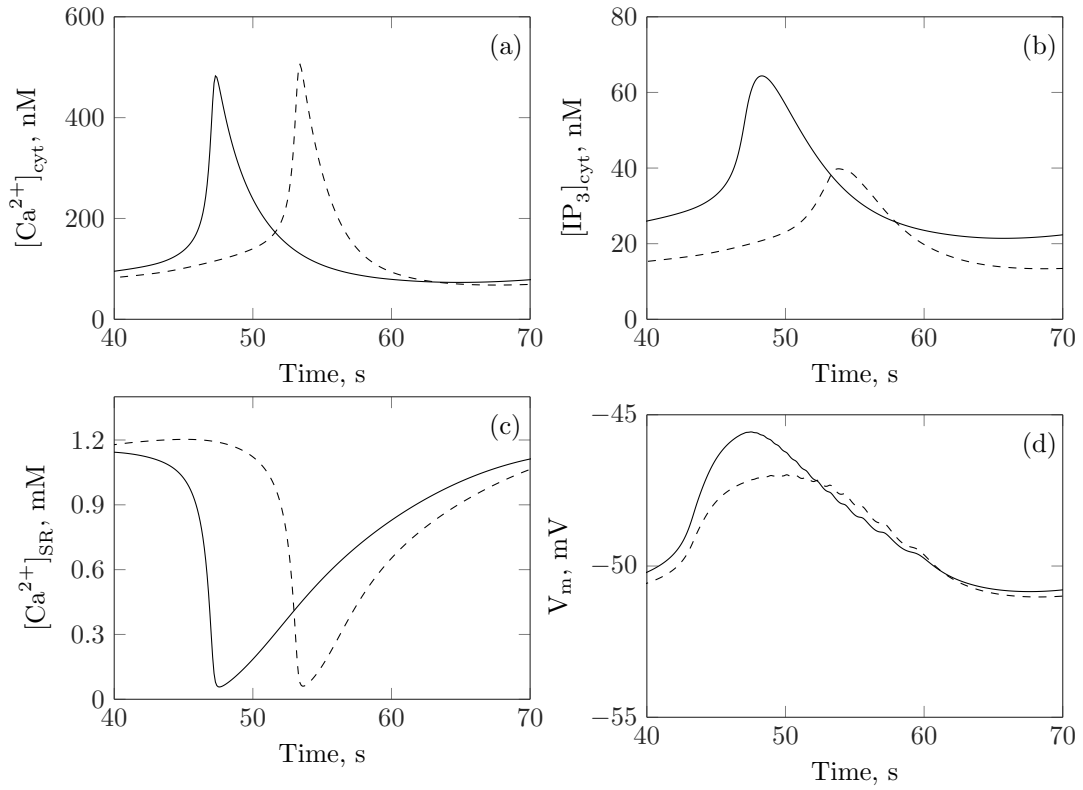 600
400
200
0
[Ca²⁺]cyt, nM
(a)
40
50
60
70
Time, s
80
60
40
20
0
[IP₃]cyt, nM
(b)
40
50
60
70
Time, s
1.2
0.9
0.6
0.3
0
[Ca²⁺]SR, mM
(c)
40
50
60
70
Time, s
−45
−50
−55
Vm, mV
(d)
40
50
60
70
Time, s